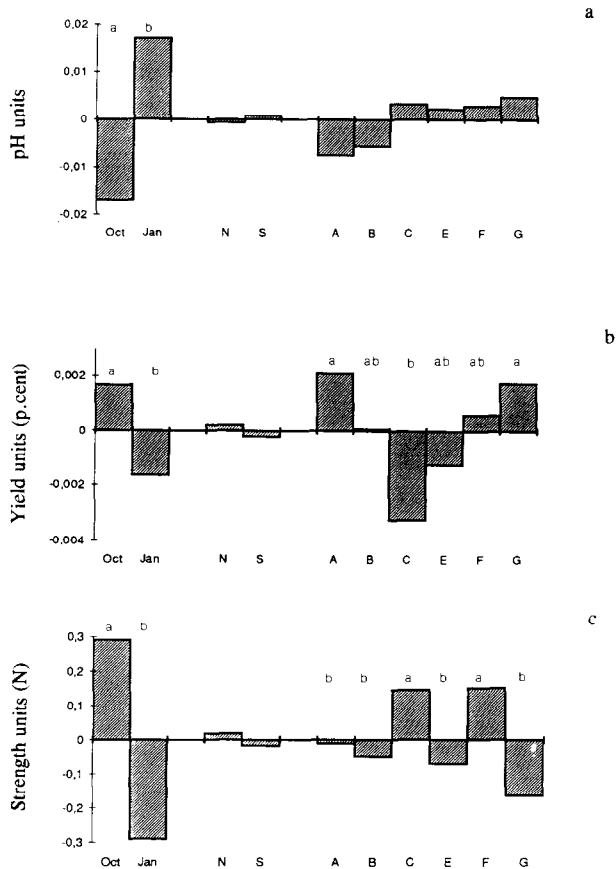 a
pH units
a b
0,02
0,01
0
-0,01
-0,02
Oct Jan N S A B C E F G
b
Yield units (p.cent)
a b a ab b ab ab a
0,002
0
-0,002
-0,004
Oct Jan N S A B C E F G
c
Strength units (N)
a b b b a b a b
0,3
0,2
0,1
0
-0,1
-0,2
-0,3
Oct Jan N S A B C E F G